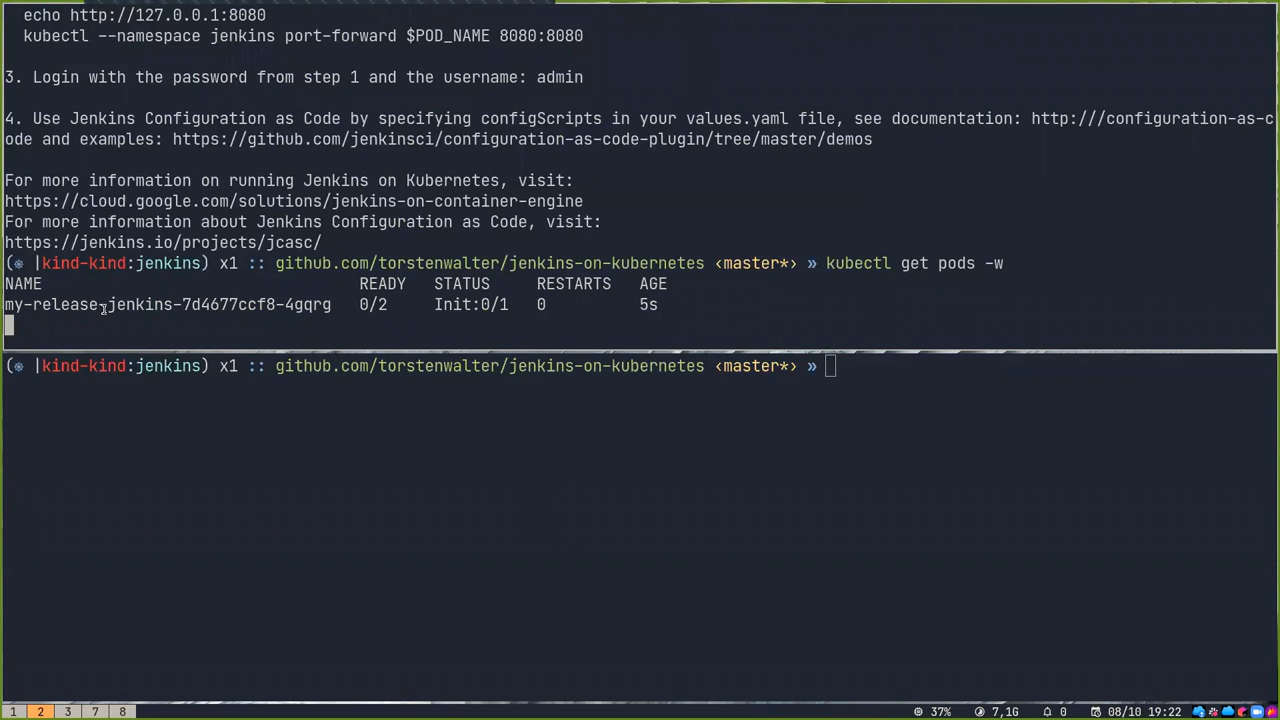 echo http://127.0.0.1:8080
kubectl --namespace jenkins port-forward $POD_NAME 8080:8080
3. Login with the password from step 1 and the username: admin
4. Use Jenkins Configuration as Code by specifying configScripts in your values.yaml file, see documentation: http:///configuration-as-c
ode and examples: https://github.com/jenkinsci/configuration-as-code-plugin/tree/master/demos
For more information on running Jenkins on Kubernetes, visit:
https://cloud.google.com/solutions/jenkins-on-container-engine
For more information about Jenkins Configuration as Code, visit:
https://jenkins.io/projects/jcasc/
(⎈ |kind-kind:jenkins) x1 :: github.com/torstenwalter/jenkins-on-kubernetes ‹master*› » kubectl get pods -w
NAME READY STATUS RESTARTS AGE
my-release-jenkins-7d4677ccf8-4gqrg 0/2 Init:0/1 0 5s
(⎈ |kind-kind:jenkins) x1 :: github.com/torstenwalter/jenkins-on-kubernetes ‹master*› »
1 2 3 7 8 37% 7,1G 0 08/10 19:22